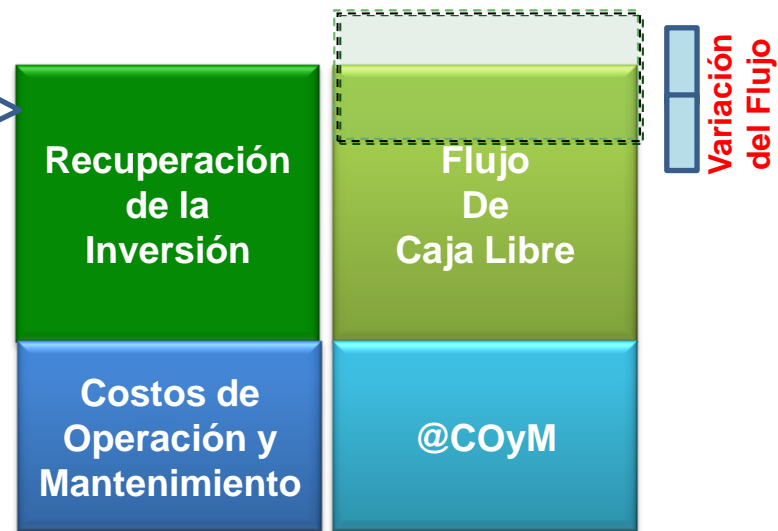 Recuperación
de la
Inversión
Flujo
De
Caja Libre
Variación
del Flujo
Costos de
Operación y
Mantenimiento
@COyM